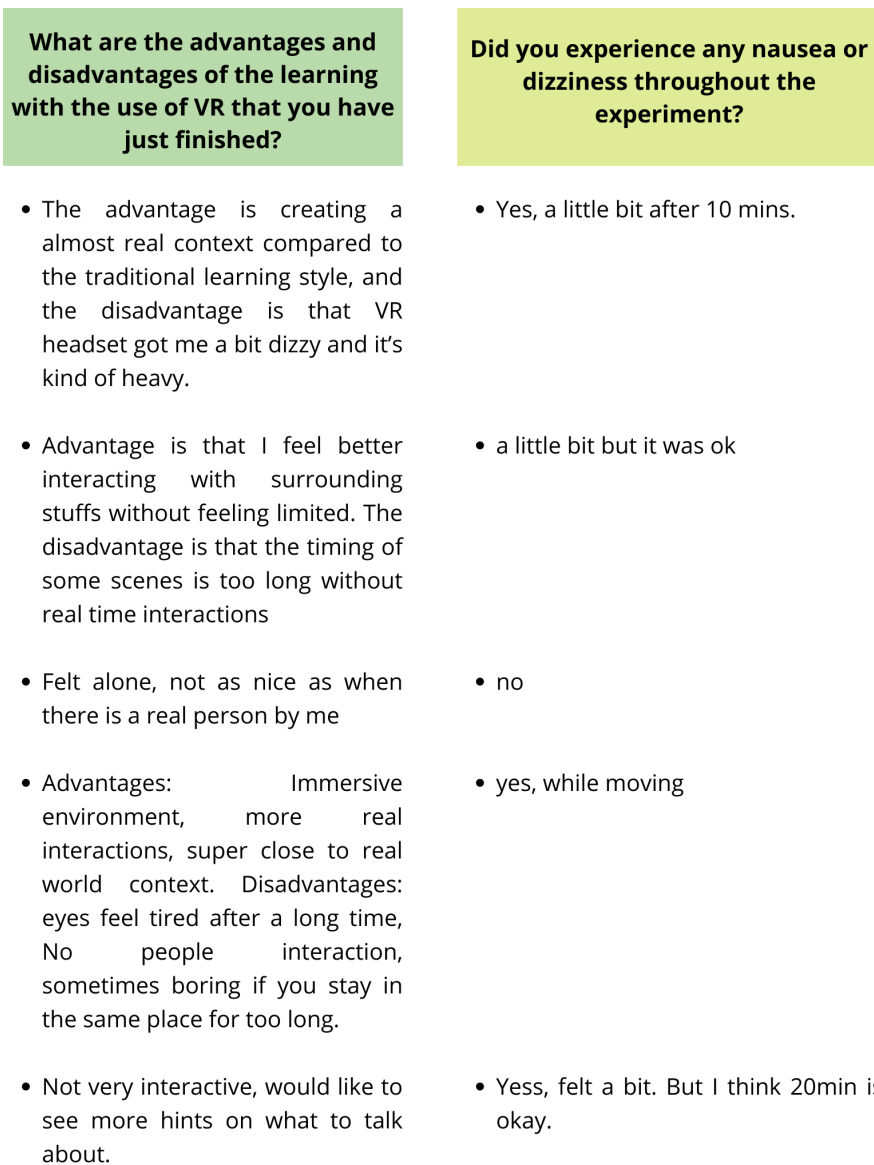 What are the advantages and
disadvantages of the learning
with the use of VR that you have
just finished?
• The advantage is creating a
almost real context compared to
the traditional learning style, and
the disadvantage is that VR
headset got me a bit dizzy and it’s
kind of heavy.
• Advantage is that I feel better
interacting with surrounding
stuffs without feeling limited. The
disadvantage is that the timing of
some scenes is too long without
real time interactions
• Felt alone, not as nice as when
there is a real person by me
• Advantages: Immersive
environment, more real
interactions, super close to real
world context. Disadvantages:
eyes feel tired after a long time,
No people interaction,
sometimes boring if you stay in
the same place for too long.
• Not very interactive, would like to
see more hints on what to talk
about.
Did you experience any nausea or
dizziness throughout the
experiment?
• Yes, a little bit after 10 mins.
• a little bit but it was ok
• no
• yes, while moving
• Yess, felt a bit. But I think 20min is
okay.